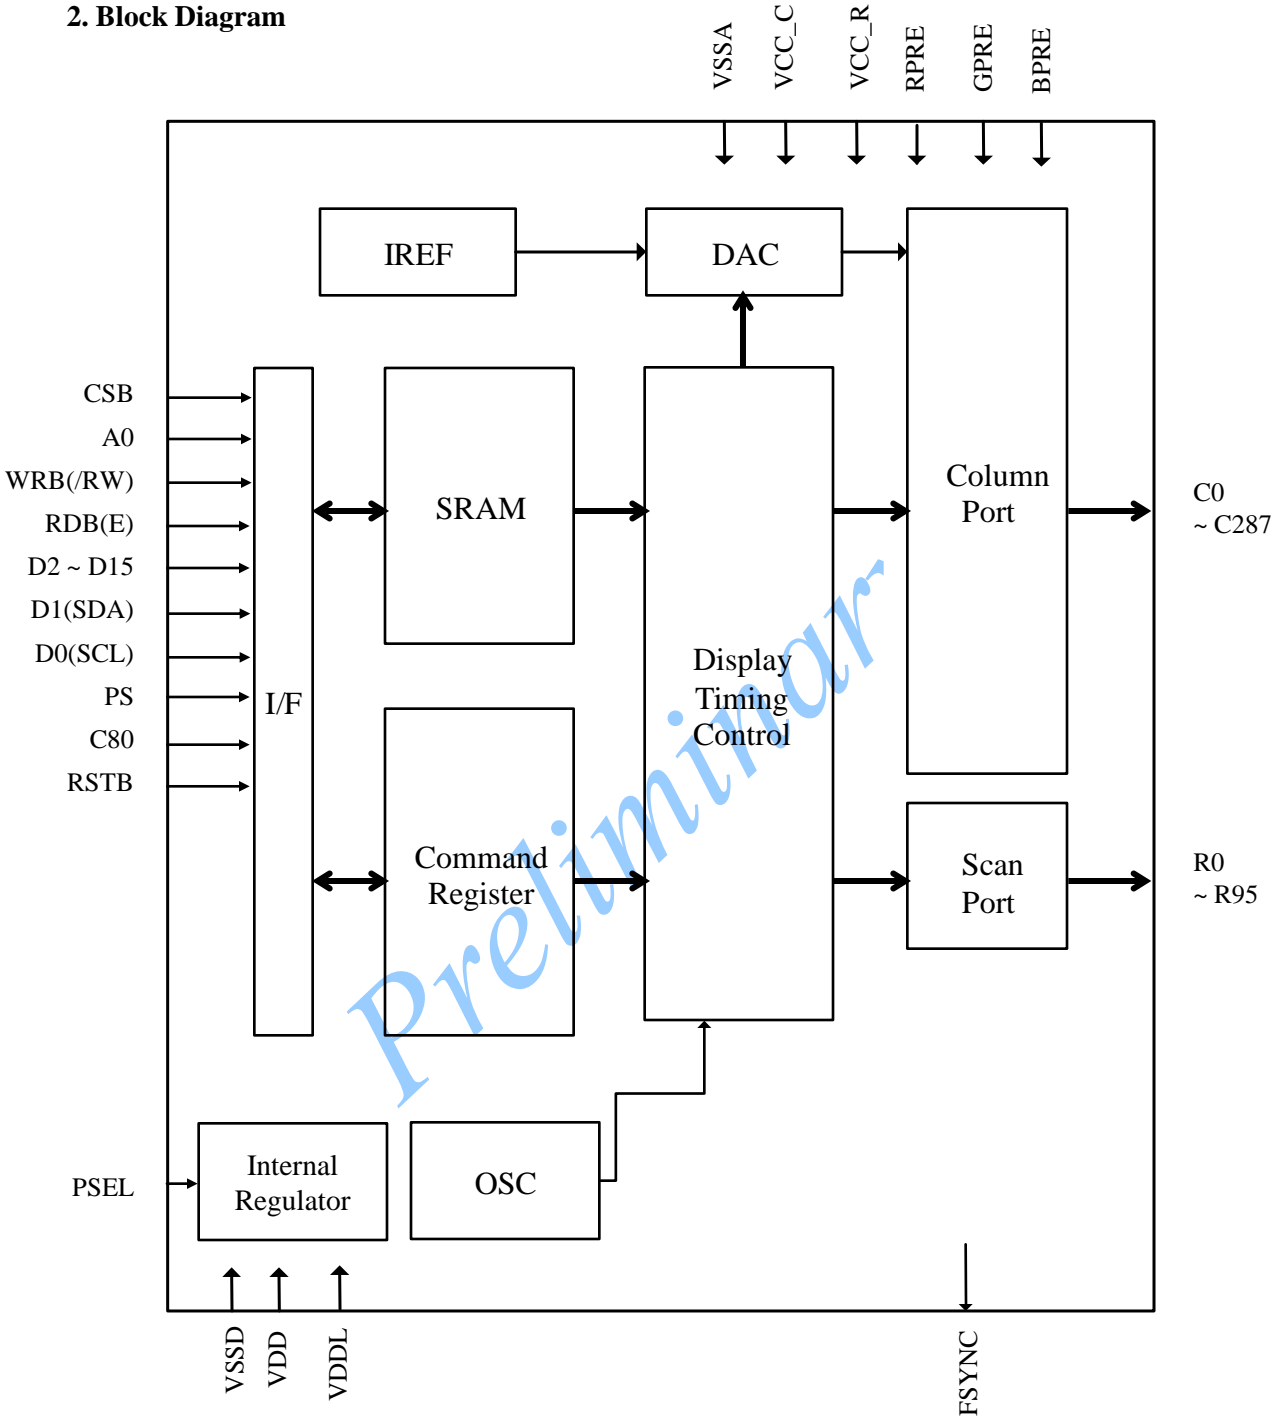 2. Block Diagram
VSSA
VCC_C
VCC_R
RPRE
GPRE
BPRE
IREF
DAC
CSB
A0
WRB(/RW)
RDB(E)
D2 ~ D15
D1(SDA)
D0(SCL)
PS
C80
RSTB
I/F
SRAM
Command
Register
Display
Timing
Control
Column
Port
C0
~ C287
Scan
Port
R0
~ R95
Preliminar
PSEL
Internal
Regulator
OSC
VSSD
VDD
VDDL
FSYNC